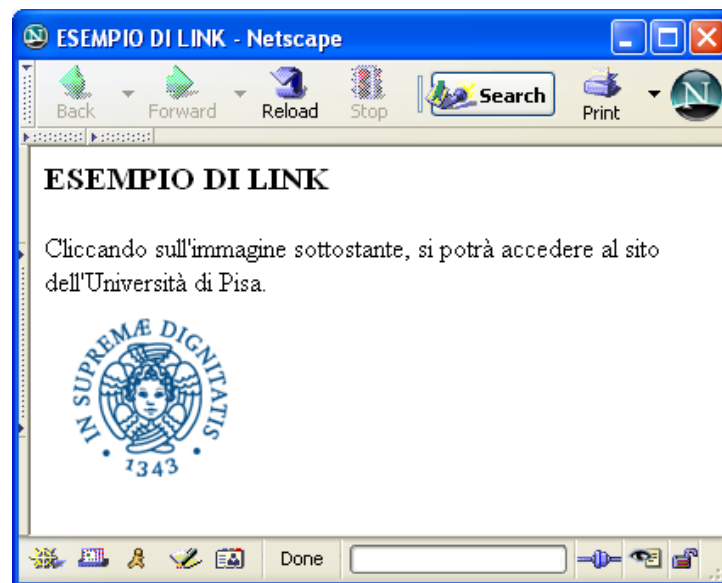 ESEMPIO DI LINK - Netscape
Back Forward Reload Stop Search Print N
ESEMPIO DI LINK
Cliccando sull'immagine sottostante, si potrà accedere al sito
dell'Università di Pisa.
IN SUPREMÆ DIGNITATIS
· 1343 ·
Done